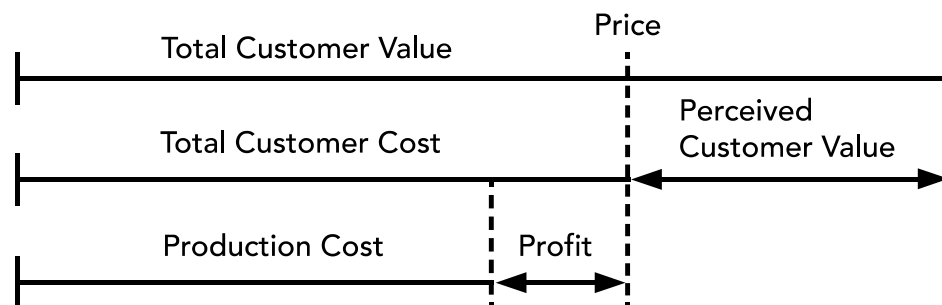 Price
Total Customer Value
Perceived
Customer Value
Total Customer Cost
Production Cost
Profit